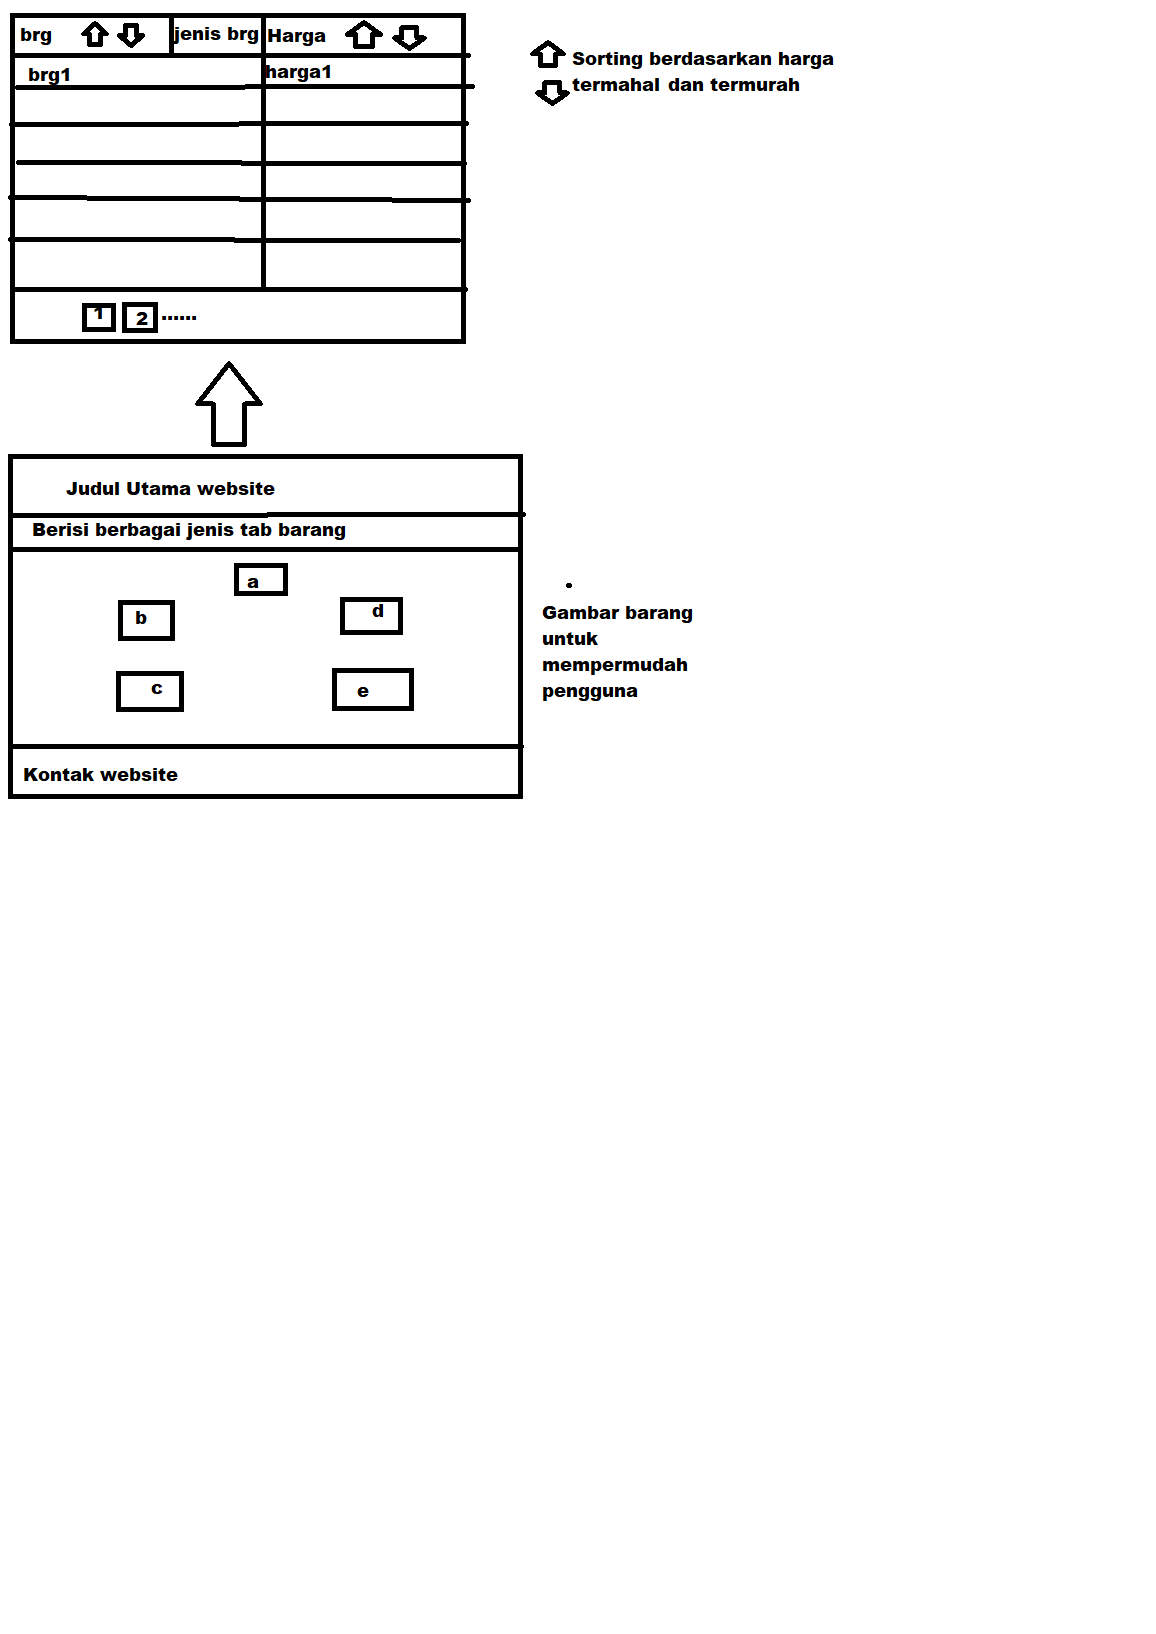 brg jenis brg Harga
brg1 harga1
1 2 ......
Sorting berdasarkan harga
termahal dan termurah
Judul Utama website
Berisi berbagai jenis tab barang
a
b d
c e
Kontak website
Gambar barang
untuk
mempermudah
pengguna